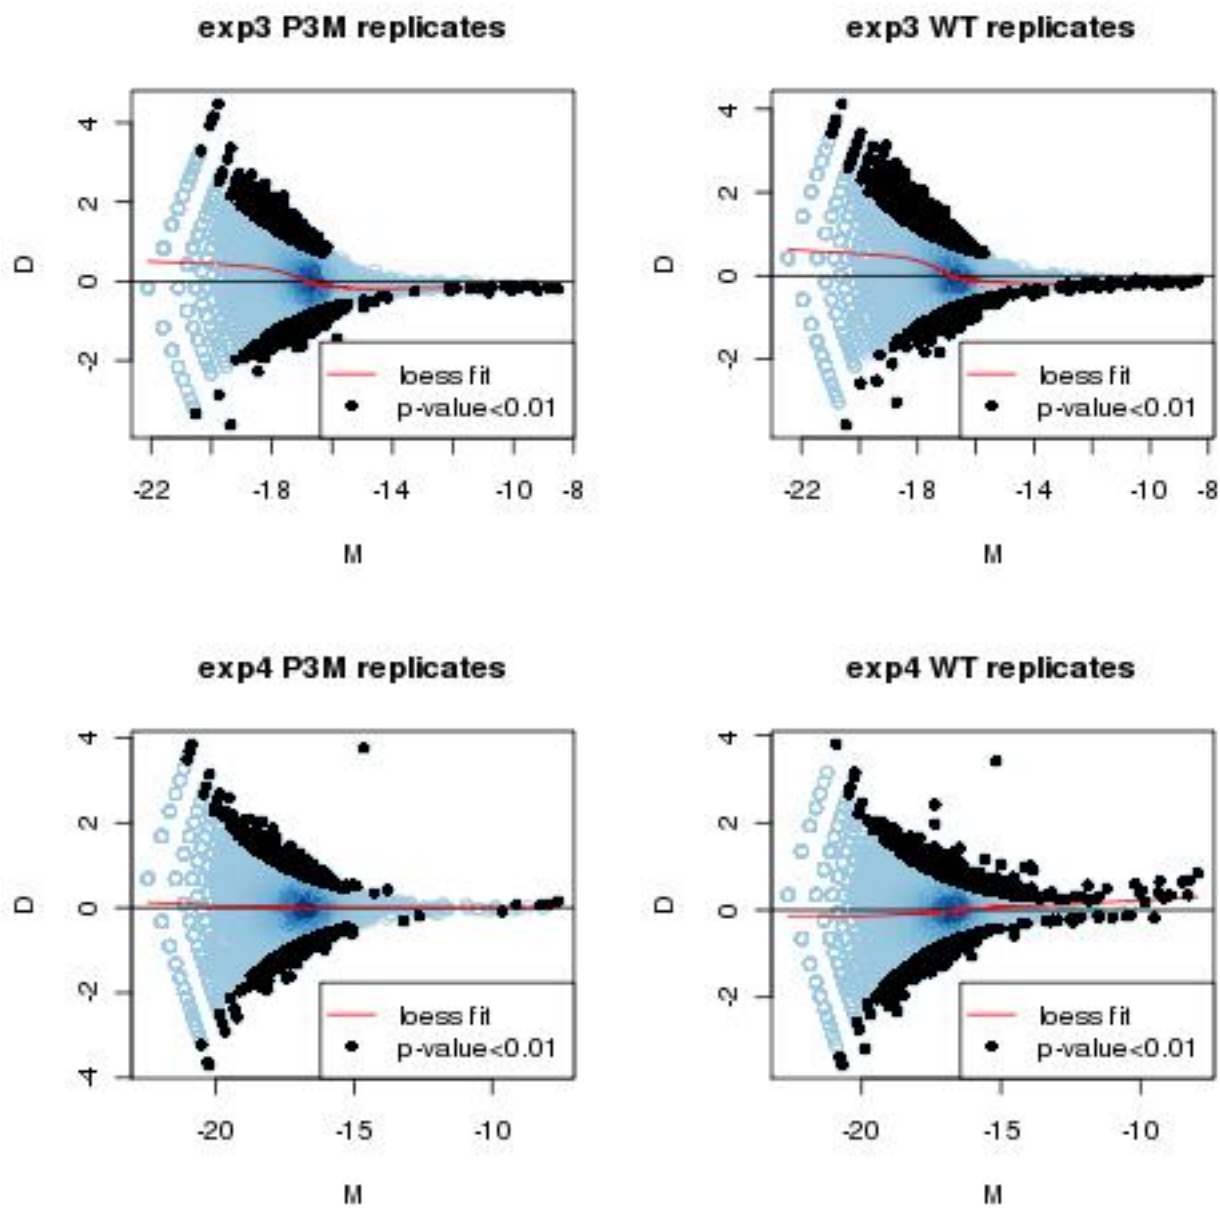 exp3 P3M replicates
D
4
2
0
-2
-22 -18 -14 -10 -8
M
loess fit
p-value<0.01
exp3 WT replicates
D
4
2
0
-2
-22 -18 -14 -10 -8
M
loess fit
p-value<0.01
exp4 P3M replicates
D
4
2
0
-2
-4
-20 -15 -10
M
loess fit
p-value<0.01
exp4 WT replicates
D
4
2
0
-2
-20 -15 -10
M
loess fit
p-value<0.01